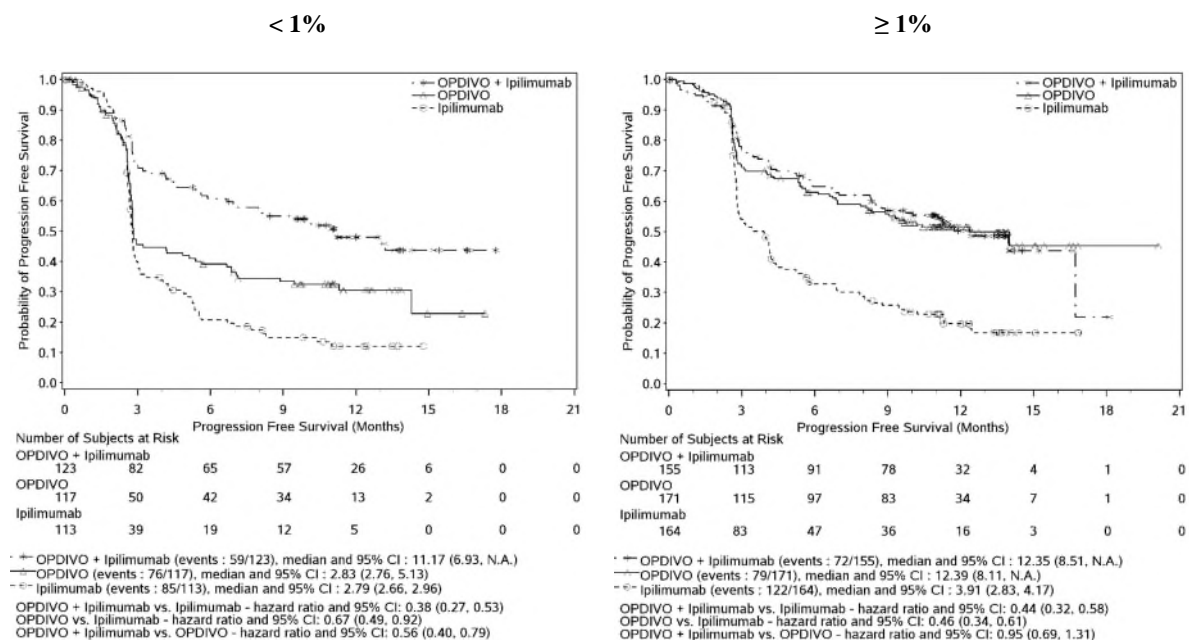 < 1%
≥ 1%
OPDIVO + Ipilimumab
OPDIVO
Ipilimumab
Probability of Progression Free Survival
1.0
0.9
0.8
0.7
0.6
0.5
0.4
0.3
0.2
0.1
0.0
0 3 6 9 12 15 18 21
Progression Free Survival (Months)
Number of Subjects at Risk
OPDIVO + Ipilimumab
123 82 65 57 26 6 0 0
OPDIVO
117 50 42 34 13 2 0 0
Ipilimumab
113 39 19 12 5 0 0 0
OPDIVO + Ipilimumab (events : 59/123), median and 95% CI : 11.17 (6.93, N.A.)
OPDIVO (events : 76/117), median and 95% CI : 2.83 (2.76, 5.13)
Ipilimumab (events : 85/113), median and 95% CI : 2.79 (2.66, 2.96)
OPDIVO + Ipilimumab vs. Ipilimumab - hazard ratio and 95% CI: 0.38 (0.27, 0.53)
OPDIVO vs. Ipilimumab - hazard ratio and 95% CI: 0.67 (0.49, 0.92)
OPDIVO + Ipilimumab vs. OPDIVO - hazard ratio and 95% CI: 0.56 (0.40, 0.79)
OPDIVO + Ipilimumab
OPDIVO
Ipilimumab
Probability of Progression Free Survival
1.0
0.9
0.8
0.7
0.6
0.5
0.4
0.3
0.2
0.1
0.0
0 3 6 9 12 15 18 21
Progression Free Survival (Months)
Number of Subjects at Risk
OPDIVO + Ipilimumab
155 113 91 78 32 4 1 0
OPDIVO
171 115 97 83 34 7 1 0
Ipilimumab
164 83 47 36 16 3 0 0
OPDIVO + Ipilimumab (events : 72/155), median and 95% CI : 12.35 (8.51, N.A.)
OPDIVO (events : 79/171), median and 95% CI : 12.39 (8.11, N.A.)
Ipilimumab (events : 122/164), median and 95% CI : 3.91 (2.83, 4.17)
OPDIVO + Ipilimumab vs. Ipilimumab - hazard ratio and 95% CI: 0.44 (0.32, 0.58)
OPDIVO vs. Ipilimumab - hazard ratio and 95% CI: 0.46 (0.34, 0.61)
OPDIVO + Ipilimumab vs. OPDIVO - hazard ratio and 95% CI: 0.95 (0.69, 1.31)